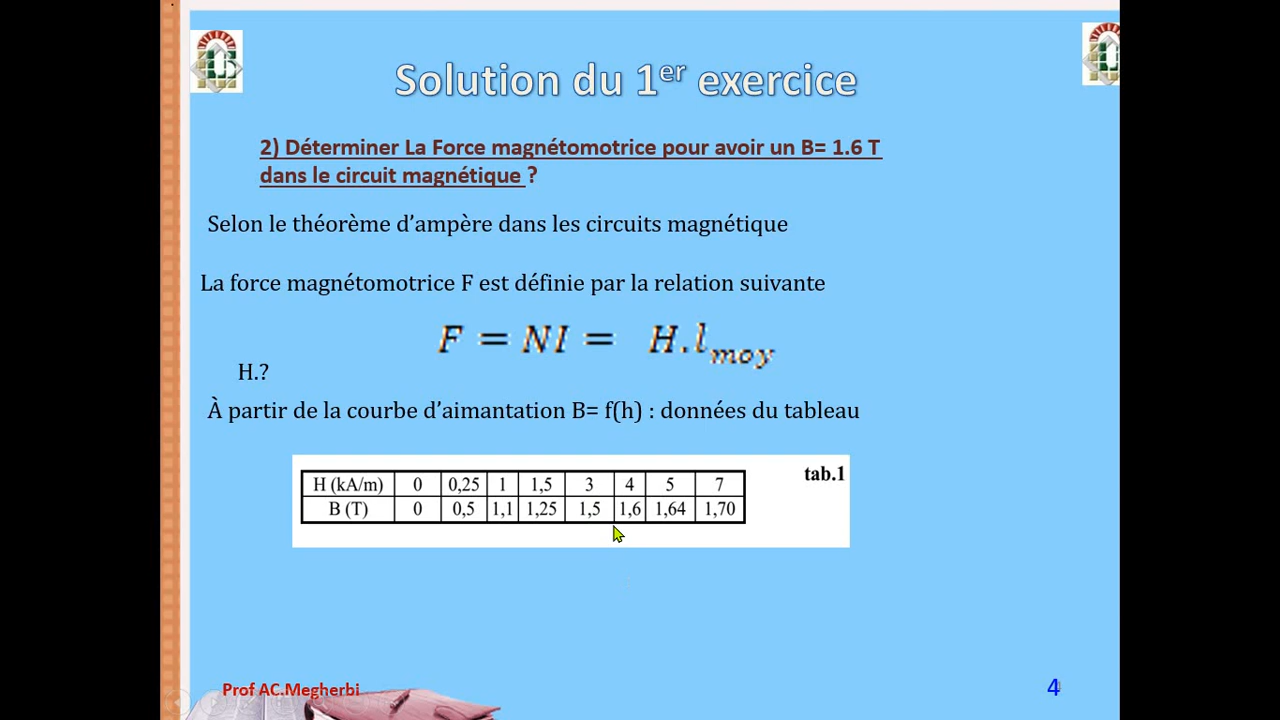 Solution du 1er exercice
2) Déterminer La Force magnétomotrice pour avoir un B= 1.6 T
dans le circuit magnétique ?
Selon le théorème d’ampère dans les circuits magnétique
La force magnétomotrice F est définie par la relation suivante
F = NI = H.l_moy
H.?
À partir de la courbe d’aimantation B= f(h) : données du tableau
tab.1
H (kA/m) 0 0,25 1 1,5 3 4 5 7
B (T) 0 0,5 1,1 1,25 1,5 1,6 1,64 1,70
Prof AC.Megherbi
4